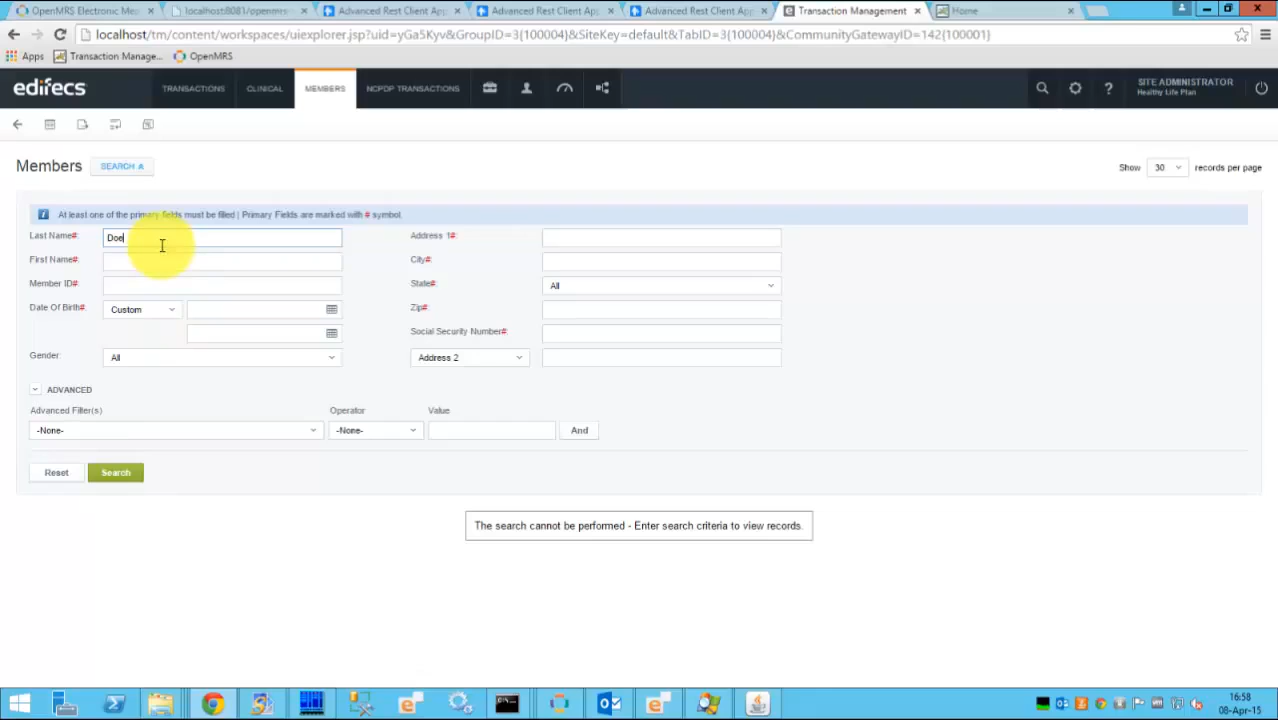 OpenMRS Electronic Med
localhost:8081/openmrs
Advanced Rest Client App
Advanced Rest Client App
Advanced Rest Client App
Transaction Management
Home
localhost/tm/content/workspaces/uiexplorer.jsp?uid=yGa5Kyv&GroupID=3{100004}&SiteKey=default&TabID=3{100004}&CommunityGatewayID=142{100001}
Apps
Transaction Manage...
OpenMRS
edifecs
TRANSACTIONS
CLINICAL
MEMBERS
NCPDP TRANSACTIONS
SITE ADMINISTRATOR
Healthy Life Plan
Members
SEARCH
Show 30 records per page
At least one of the primary fields must be filled | Primary Fields are marked with # symbol.
Last Name#: Doe
Address 1#:
First Name#:
City#:
Member ID#:
State#: All
Date Of Birth#: Custom
Zip#:
Social Security Number#:
Gender: All
Address 2
ADVANCED
Advanced Filter(s)
Operator
Value
-None-
-None-
And
Reset
Search
The search cannot be performed - Enter search criteria to view records.
16:58
08-Apr-15